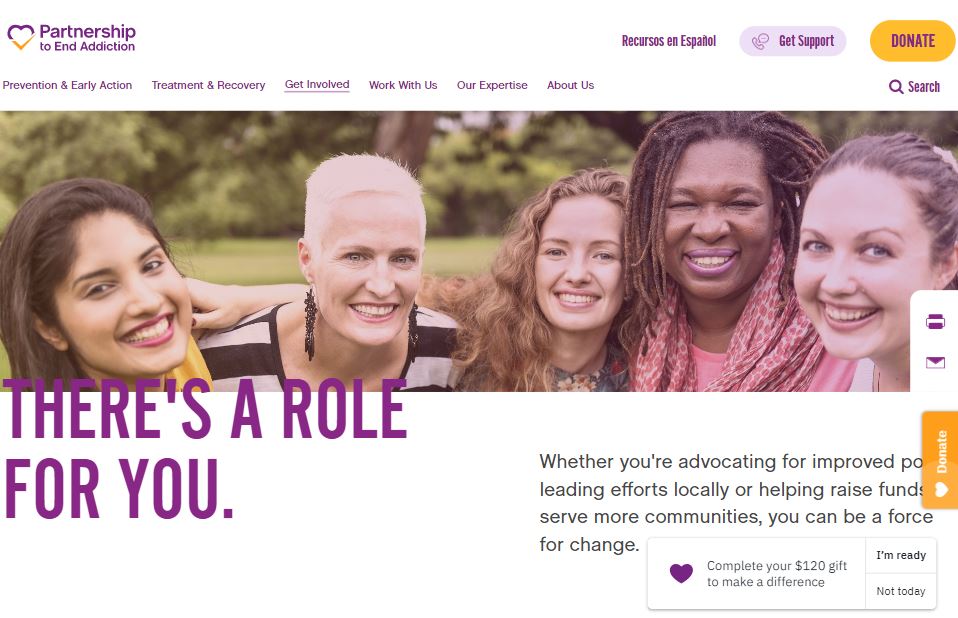 Partnership
to End Addiction
Recursos en Español
Get Support
DONATE
Prevention & Early Action
Treatment & Recovery
Get Involved
Work With Us
Our Expertise
About Us
Search
THERE'S A ROLE
FOR YOU.
Whether you're advocating for improved
leading efforts locally or helping raise funds
serve more communities, you can be a force
for change.
Donate
Complete your $120 gift
to make a difference
I'm ready
Not today